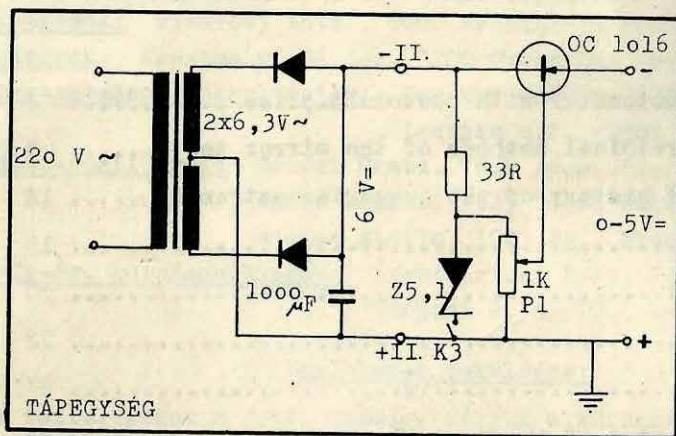 OC 1o16
-II.
-
2x6,3V~
22o V ~
33R
6 V=
o-5V=
1ooo
μF
Z5,1
1K
P1
+II.
K3
+
TÁPEGYSÉG